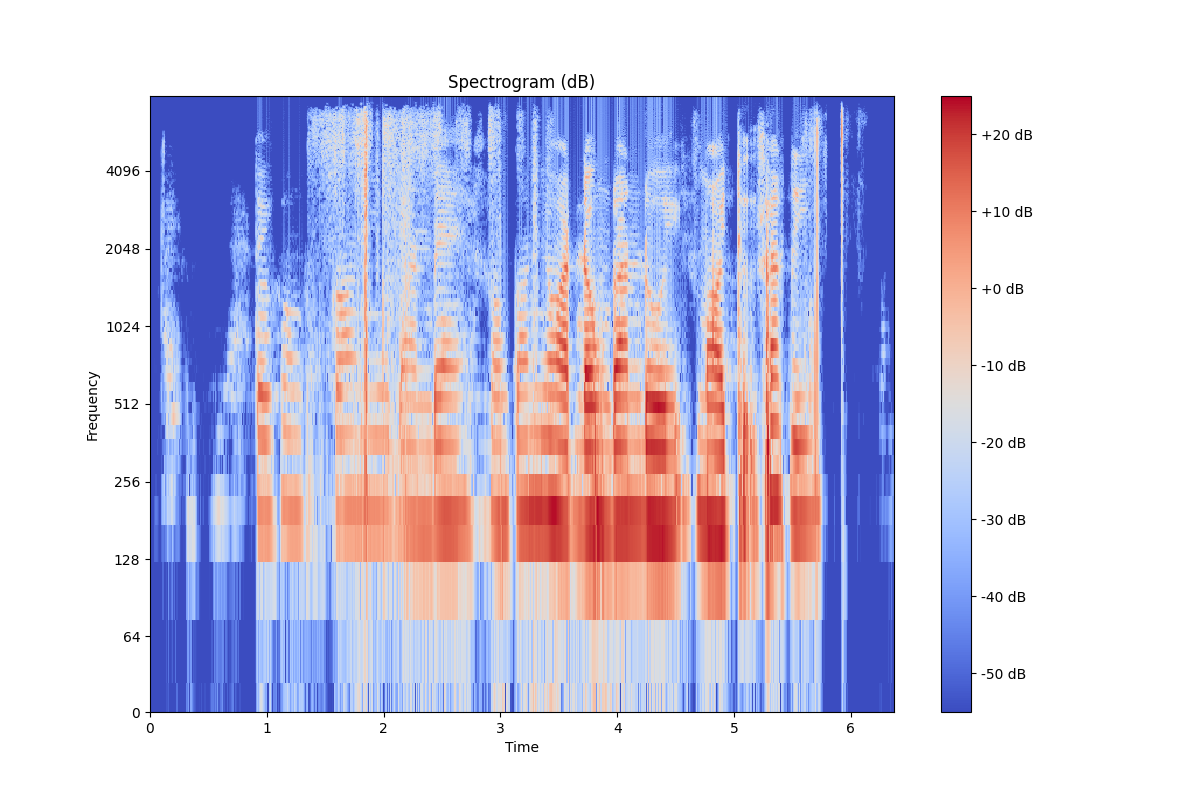 Spectrogram (dB)
Frequency
4096
2048
1024
512
256
128
64
0
0 1 2 3 4 5 6
Time
+20 dB
+10 dB
+0 dB
-10 dB
-20 dB
-30 dB
-40 dB
-50 dB